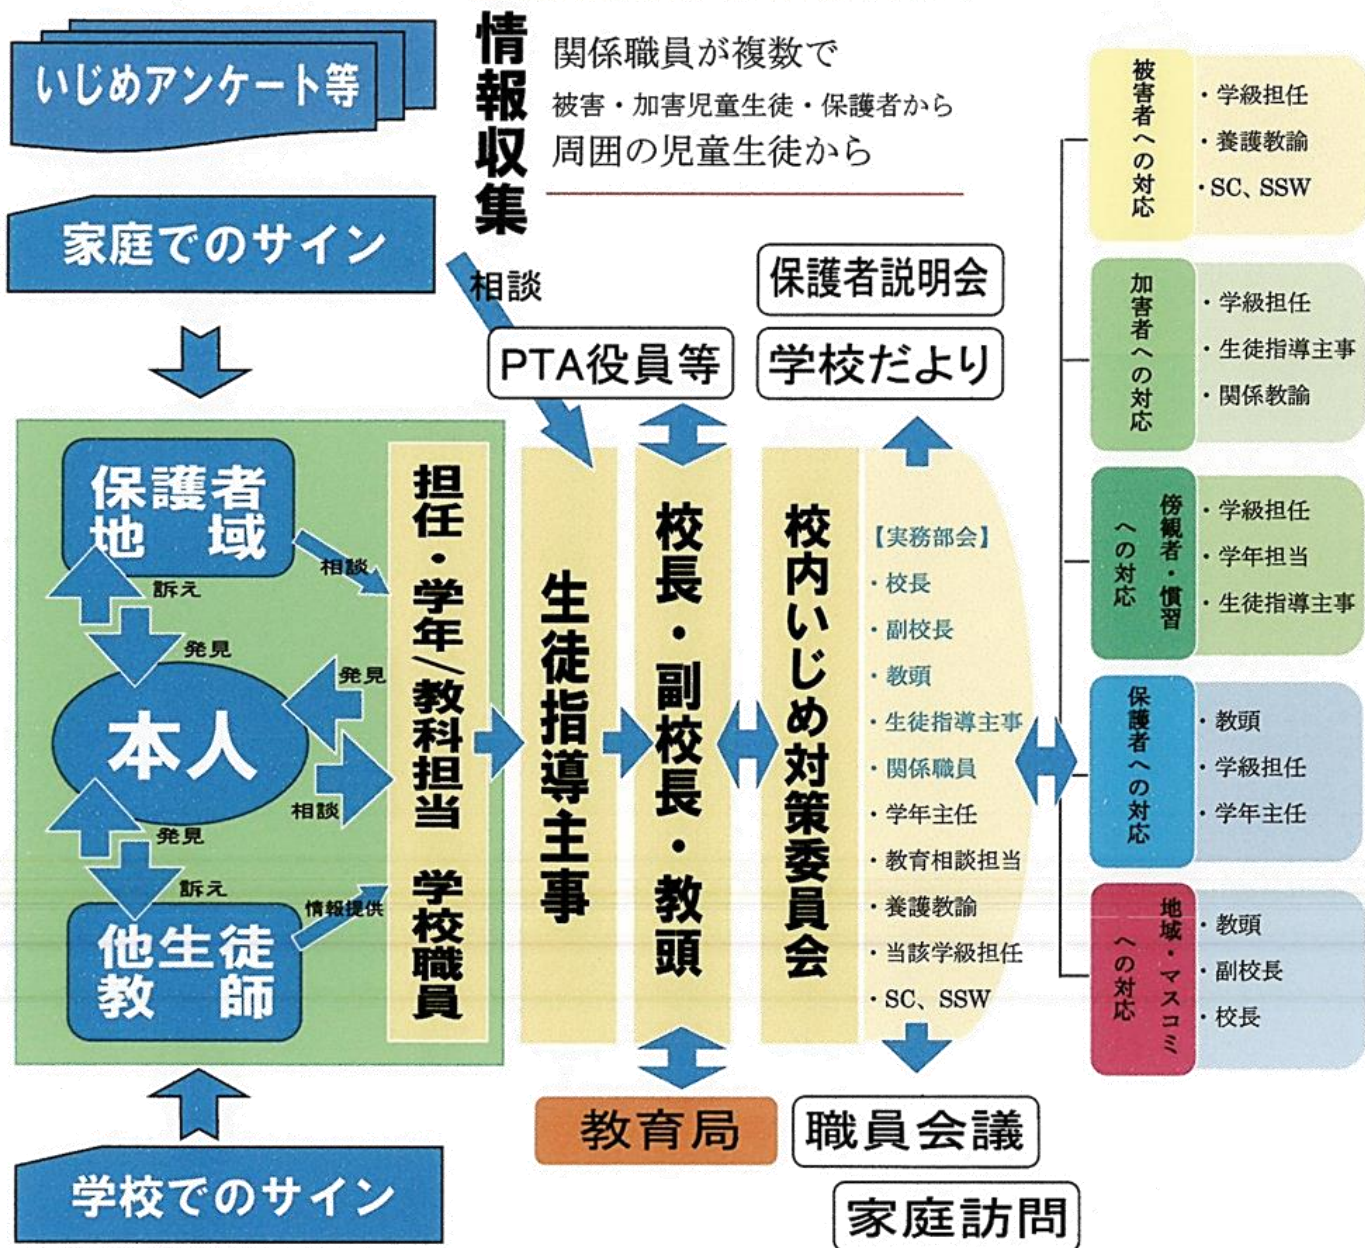 いじめアンケート等
家庭でのサイン
情報収集
関係職員が複数で
被害・加害児童生徒・保護者から
周囲の児童生徒から
相談
PTA役員等
保護者説明会
学校だより
保護者
地　域
訴え
発見
相談
本人
発見
相談
発見
訴え
情報提供
他生徒
教　師
担任・学年/教科担当　学校職員
生徒指導主事
校長・副校長・教頭
校内いじめ対策委員会
【実務部会】
・校長
・副校長
・教頭
・生徒指導主事
・関係職員
・学年主任
・教育相談担当
・養護教諭
・当該学級担任
・SC、SSW
教育局
職員会議
家庭訪問
学校でのサイン
被害者への対応
・学級担任
・養護教諭
・SC、SSW
加害者への対応
・学級担任
・生徒指導主事
・関係教諭
傍観者・慣習
への対応
・学級担任
・学年担当
・生徒指導主事
保護者への対応
・教頭
・学級担任
・学年主任
地域・マスコミ
への対応
・教頭
・副校長
・校長